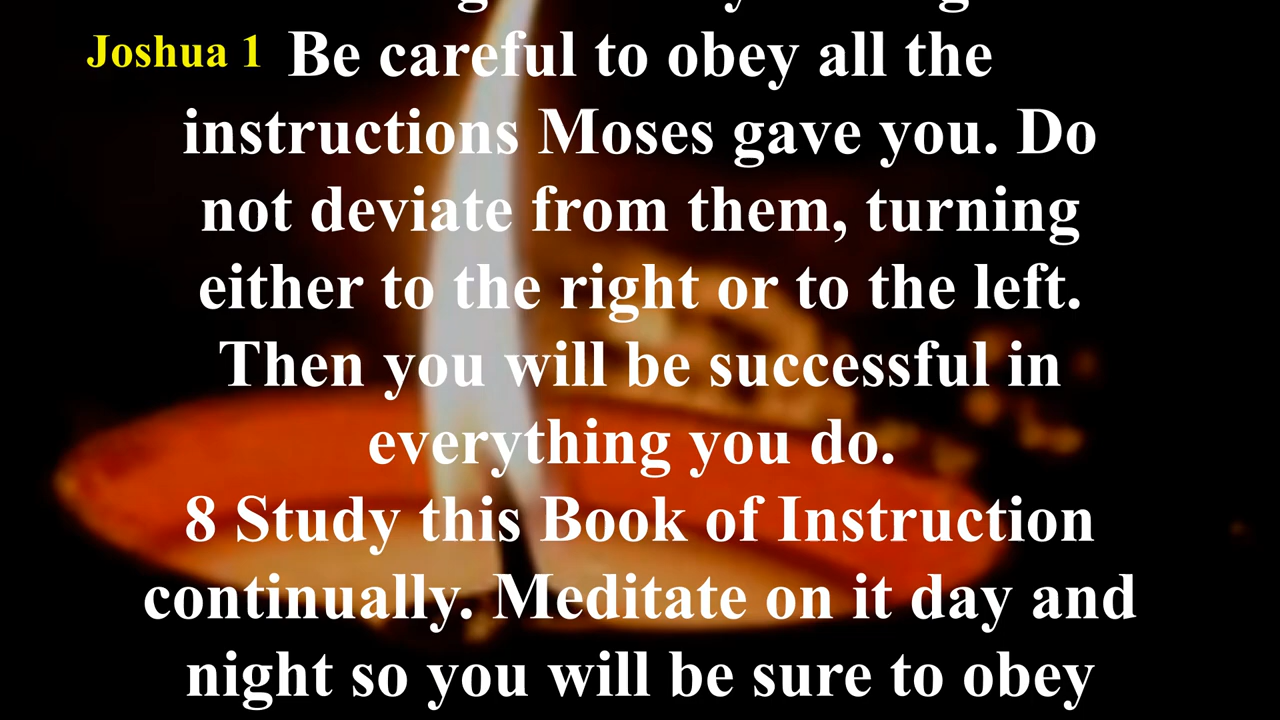 Joshua 1 Be careful to obey all the
instructions Moses gave you. Do
not deviate from them, turning
either to the right or to the left.
Then you will be successful in
everything you do.
8 Study this Book of Instruction
continually. Meditate on it day and
night so you will be sure to obey